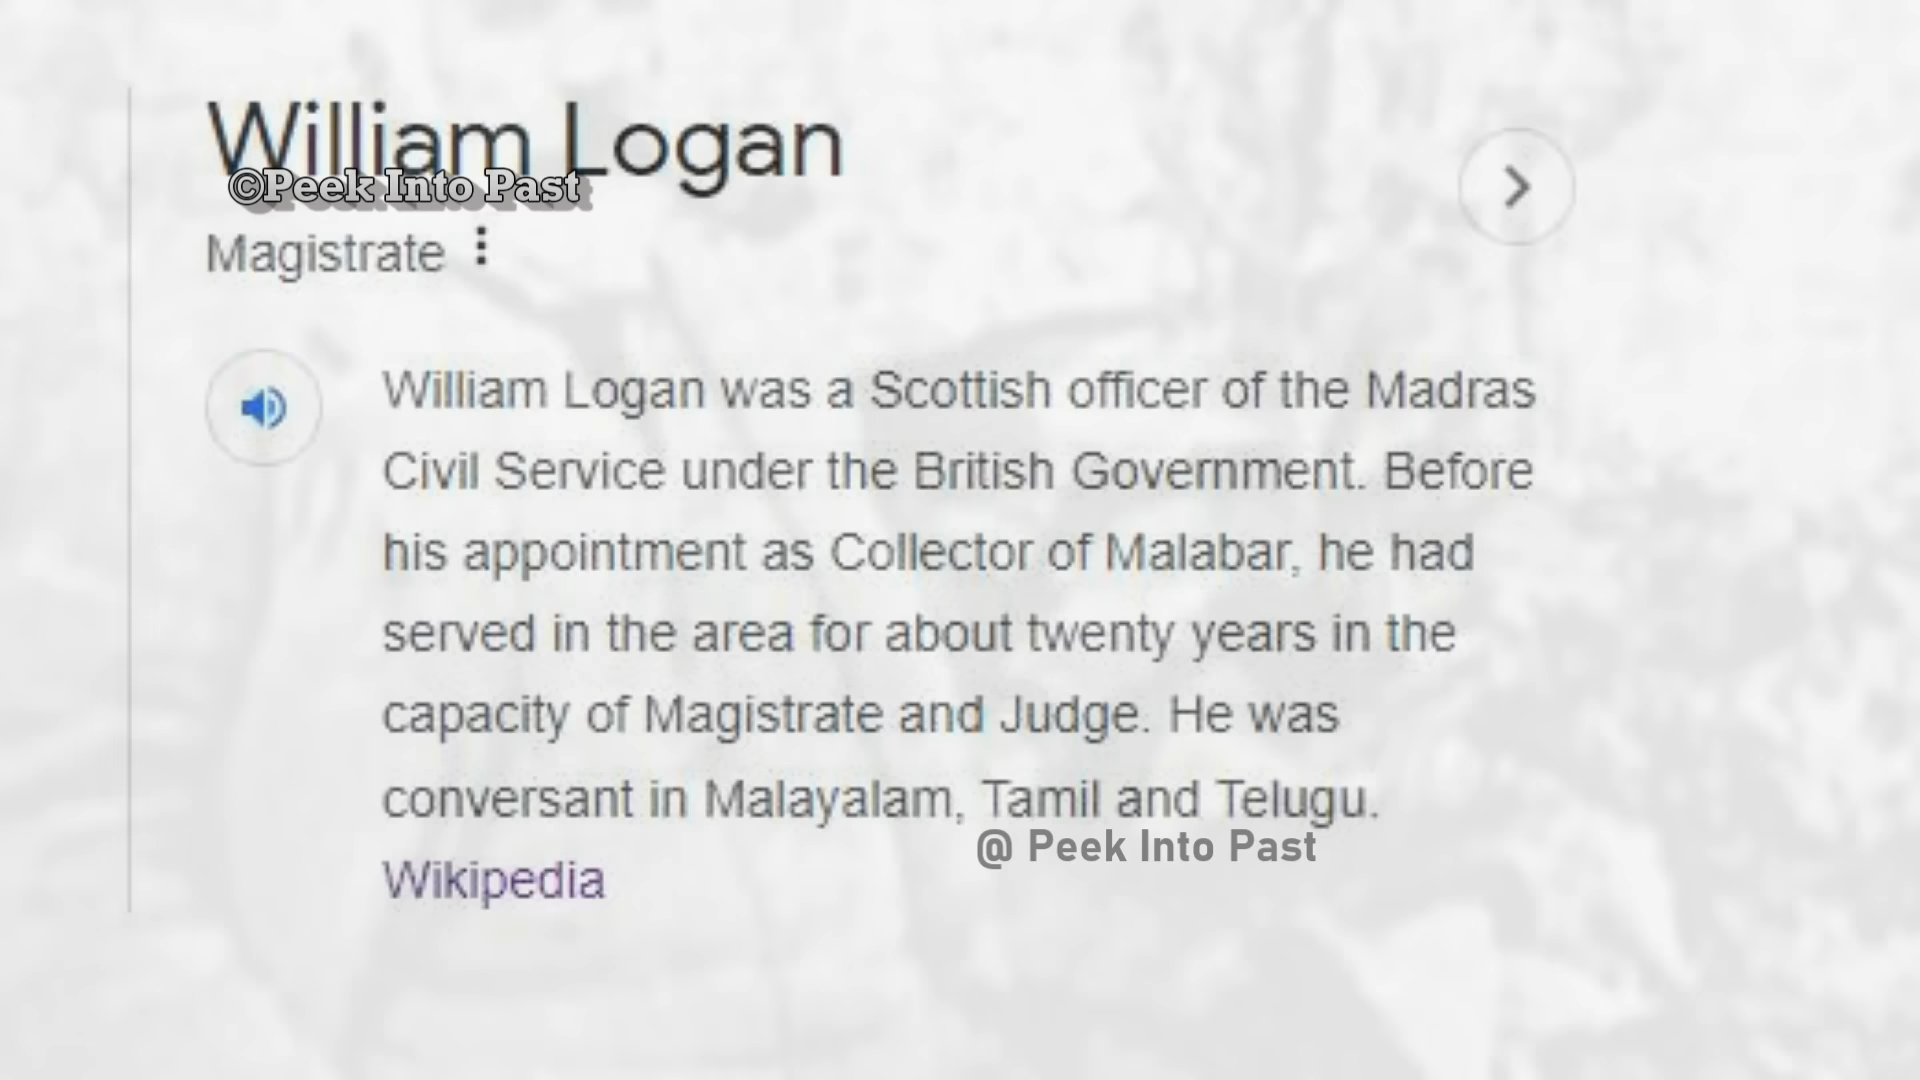 William Logan
©Peek Into Past
Magistrate
William Logan was a Scottish officer of the Madras
Civil Service under the British Government. Before
his appointment as Collector of Malabar, he had
served in the area for about twenty years in the
capacity of Magistrate and Judge. He was
conversant in Malayalam, Tamil and Telugu.
@ Peek Into Past
Wikipedia